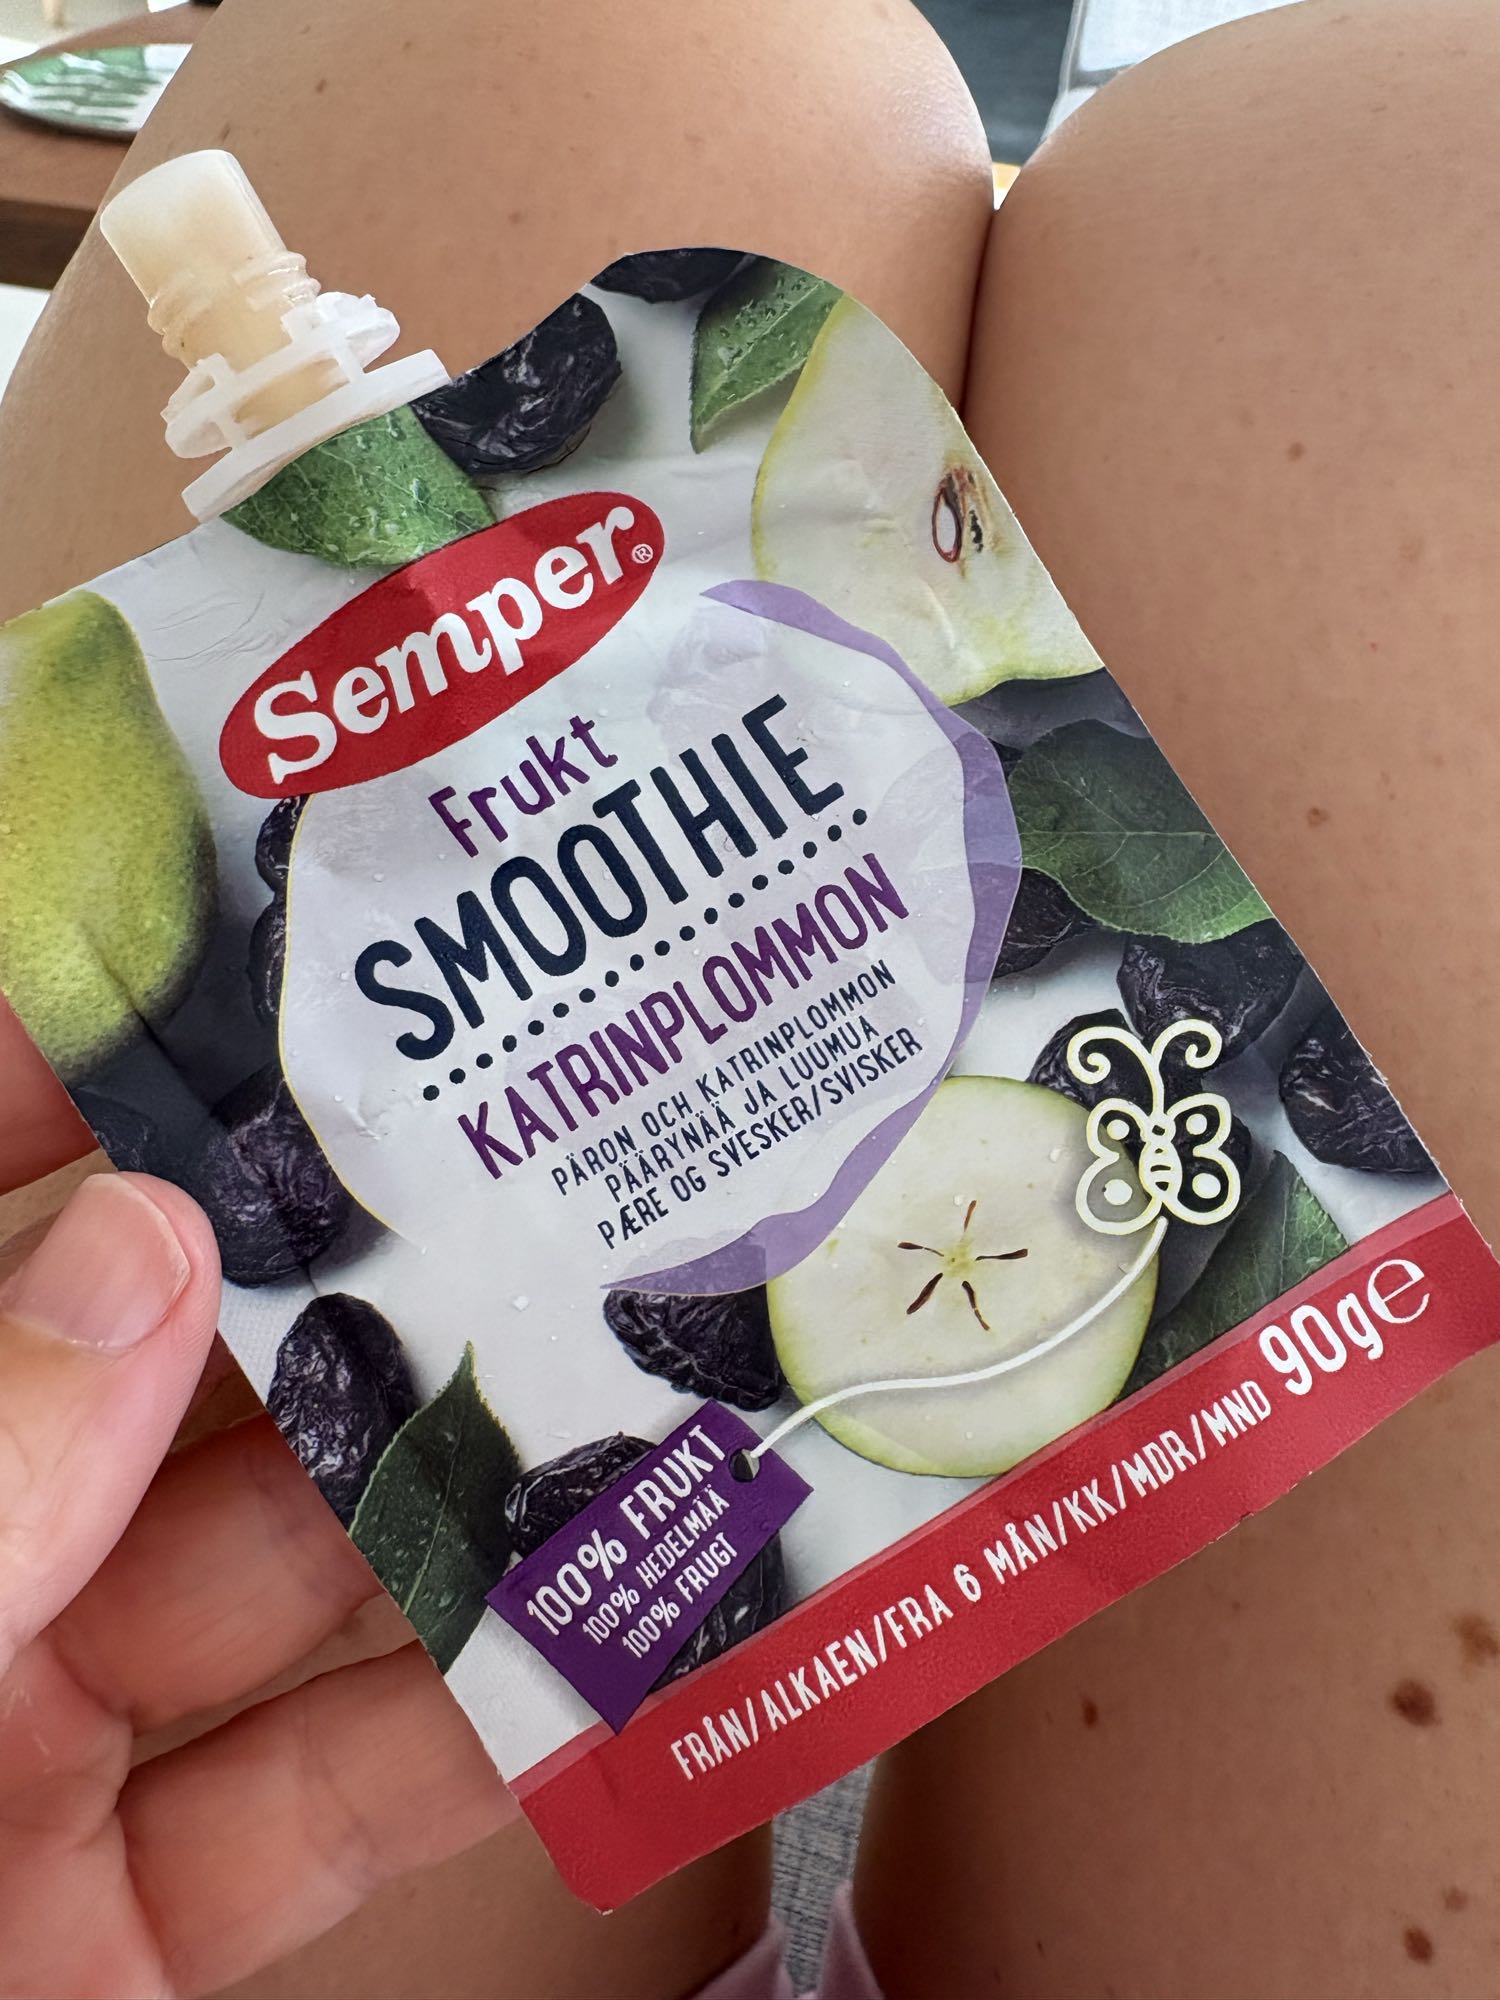 Semper®
Frukt
SMOOTHIE
KATRINPLOMMON
PÄRON OCH KATRINPLOMMON
PÄÄRYNÄÄ JA LUUMUA
PÆRE OG SVESKER/SVISKER
100% FRUKT
100% HEDELMÄÄ
100% FRUGT
FRÅN/ALKAEN/FRA 6 MÅN/KK/MDR/MND 90g℮